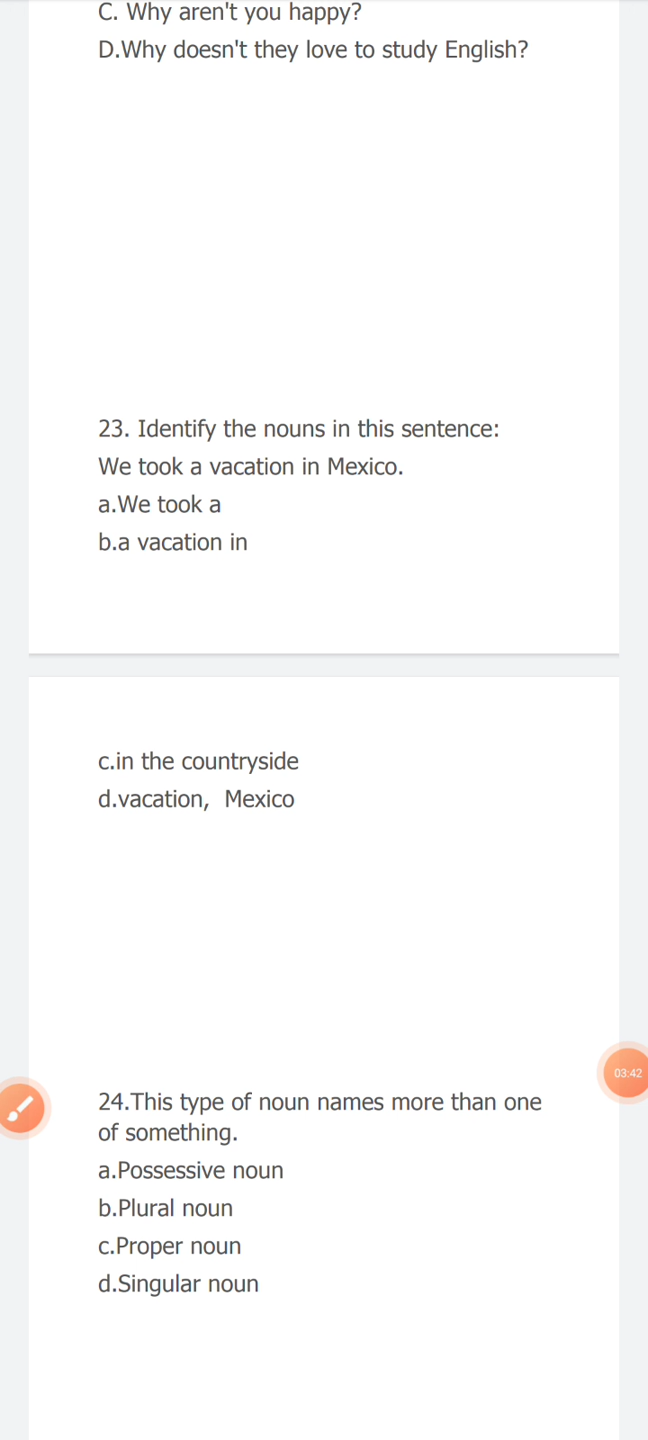 C. Why aren't you happy?
D.Why doesn't they love to study English?
23. Identify the nouns in this sentence:
We took a vacation in Mexico.
a.We took a
b.a vacation in
c.in the countryside
d.vacation,  Mexico
03:42
24.This type of noun names more than one
of something.
a.Possessive noun
b.Plural noun
c.Proper noun
d.Singular noun